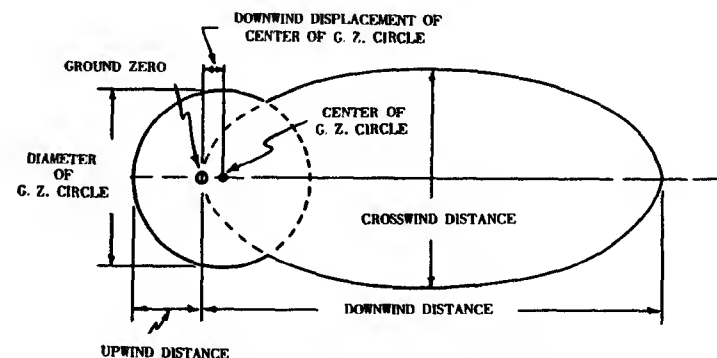 DOWNWIND DISPLACEMENT OF
CENTER OF G. Z. CIRCLE
GROUND ZERO
CENTER OF
G. Z. CIRCLE
DIAMETER
OF
G. Z. CIRCLE
CROSSWIND DISTANCE
DOWNWIND DISTANCE
UPWIND DISTANCE